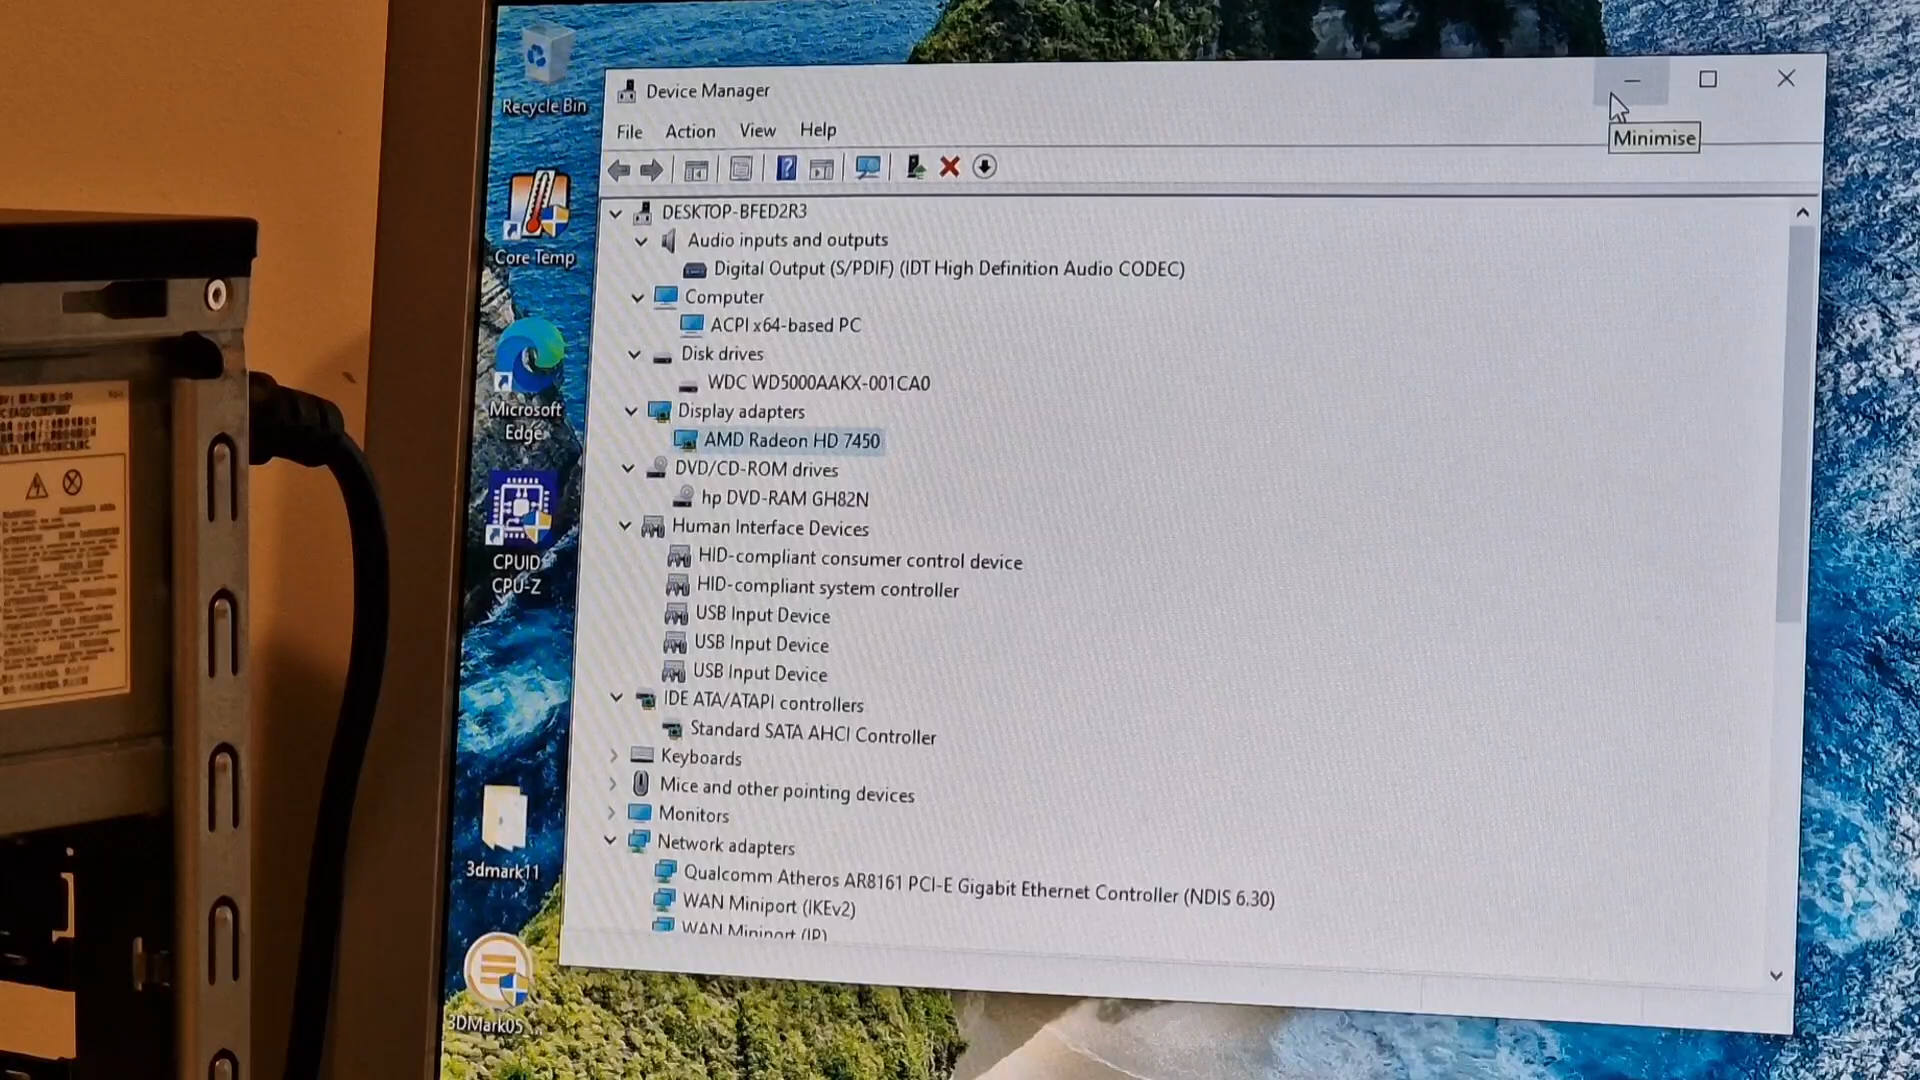 Recycle Bin
Core Temp
Microsoft
Edge
CPUID
CPU-Z
3dmark11
3DMark05 ...
Device Manager
Minimise
File Action View Help
DESKTOP-BFED2R3
Audio inputs and outputs
Digital Output (S/PDIF) (IDT High Definition Audio CODEC)
Computer
ACPI x64-based PC
Disk drives
WDC WD5000AAKX-001CA0
Display adapters
AMD Radeon HD 7450
DVD/CD-ROM drives
hp DVD-RAM GH82N
Human Interface Devices
HID-compliant consumer control device
HID-compliant system controller
USB Input Device
USB Input Device
USB Input Device
IDE ATA/ATAPI controllers
Standard SATA AHCI Controller
Keyboards
Mice and other pointing devices
Monitors
Network adapters
Qualcomm Atheros AR8161 PCI-E Gigabit Ethernet Controller (NDIS 6.30)
WAN Miniport (IKEv2)
WAN Miniport (IP)